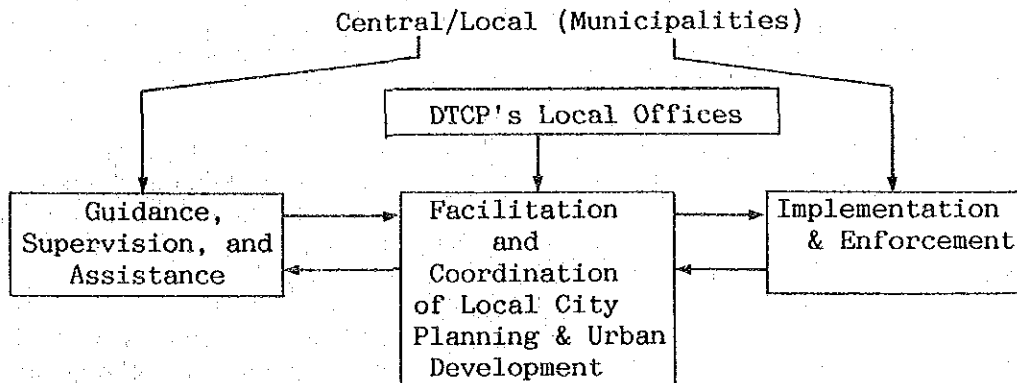 Central/Local (Municipalities)
DTCP's Local Offices
Guidance,
Supervision, and
Assistance
Facilitation
and
Coordination
of Local City
Planning & Urban
Development
Implementation
& Enforcement